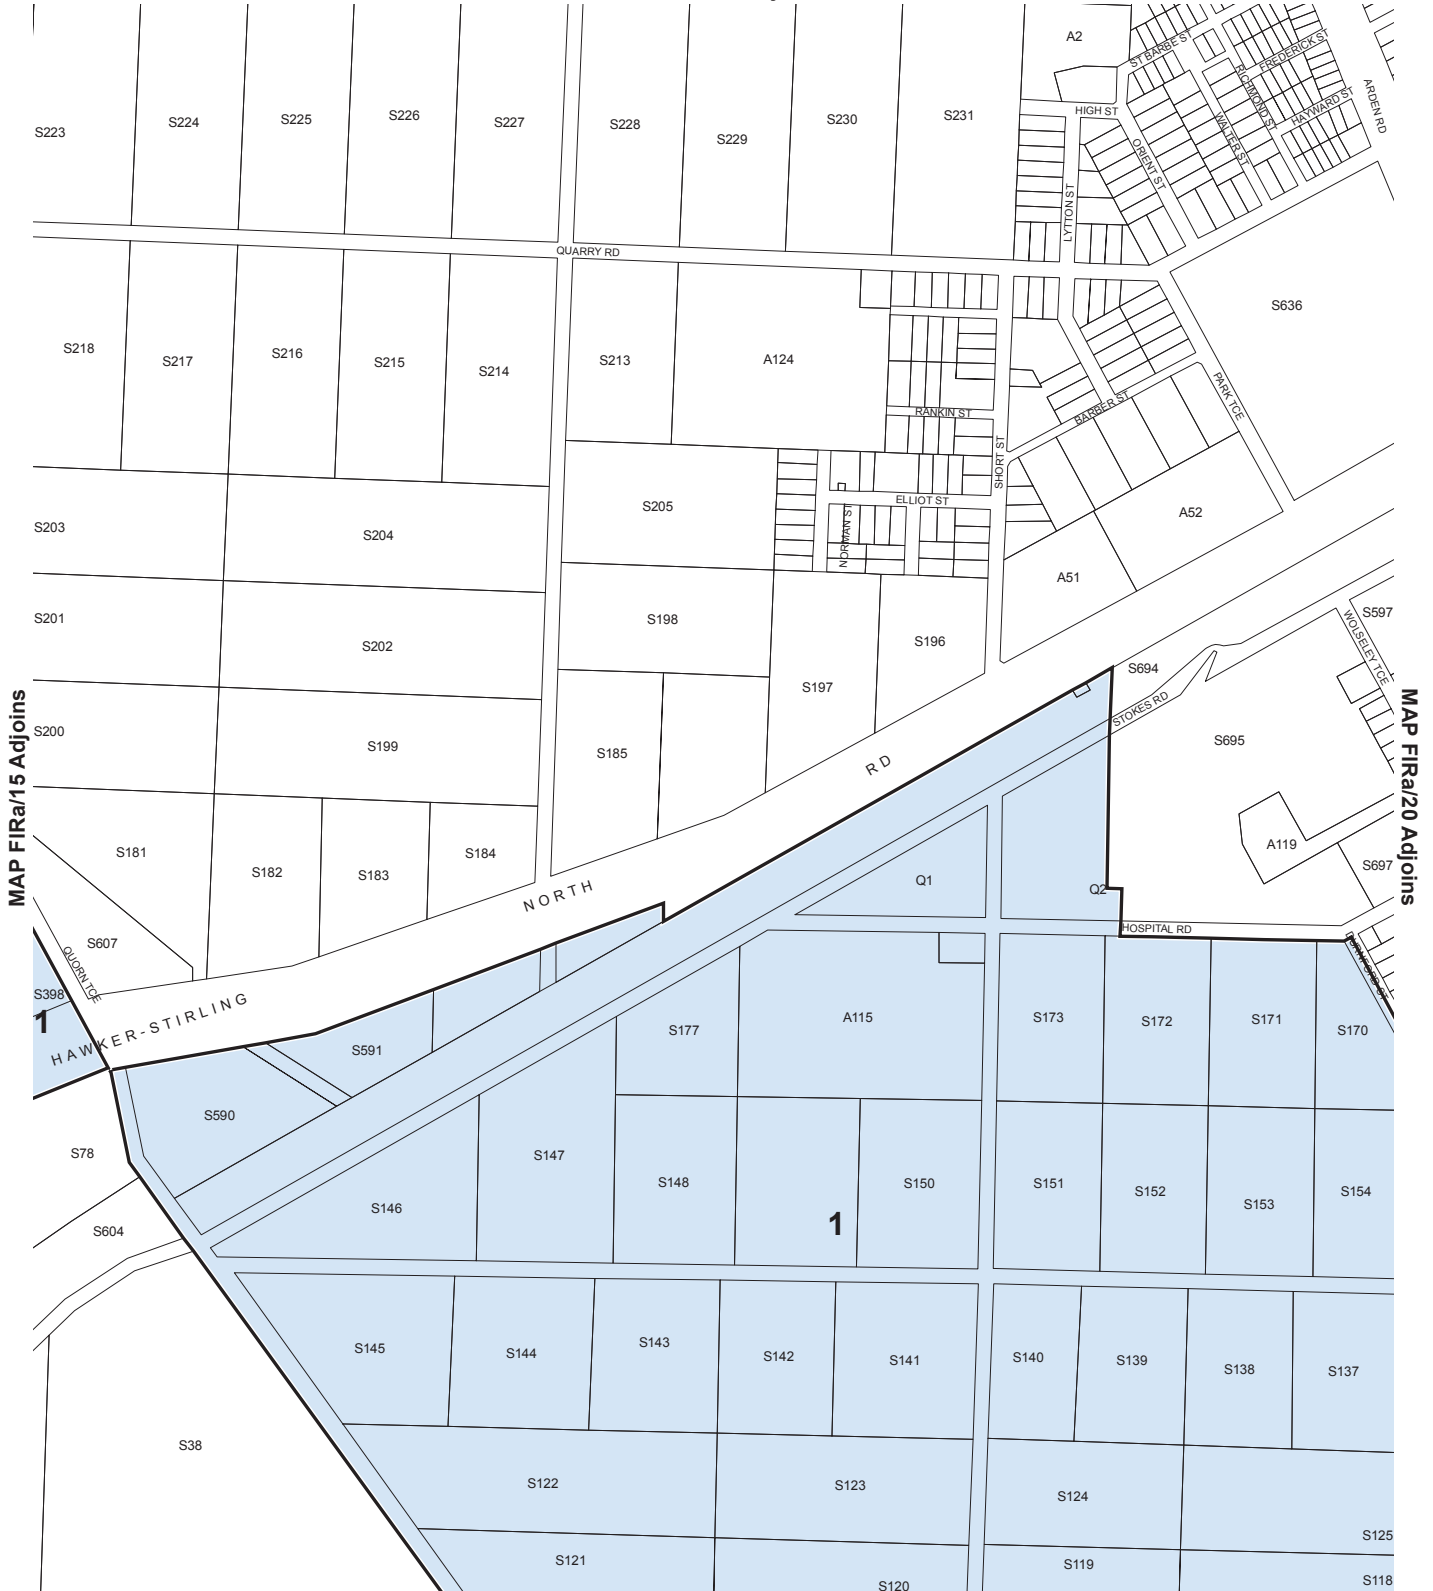 A2
ST BARBE ST
FREDERICK ST
RICHMOND ST
HAYWARD ST
ARDEN RD
WALTER ST
HIGH ST
ORIENT ST
LYTTON ST
S223
S224
S225
S226
S227
S228
S229
S230
S231
QUARRY RD
S636
S218
S217
S216
S215
S214
S213
A124
PARK TCE
RANKIN ST
BARBER ST
SHORT ST
ELLIOT ST
NORMAN ST
S203
S204
S205
A52
A51
S201
S202
S198
S196
S197
S597
WOLSELEY TCE
S694
STOKES RD
S695
MAP FIRa/15 Adjoins
MAP FIRa/20 Adjoins
S200
S199
S185
RD
S181
S182
S183
S184
A119
S697
Q1
Q2
NORTH
HOSPITAL RD
DURNFORD ST
S607
QUORN TCE
S398
1
HAWKER-STIRLING
S591
S177
A115
S173
S172
S171
S170
S590
S78
S604
S147
S146
S148
1
S150
S151
S152
S153
S154
S145
S144
S143
S142
S141
S140
S139
S138
S137
S38
S122
S123
S124
S125
S121
S120
S119
S118